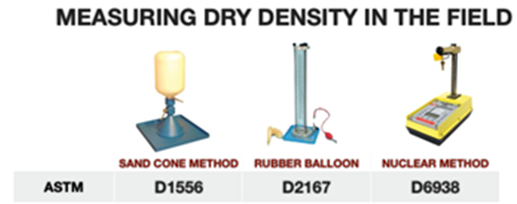 MEASURING DRY DENSITY IN THE FIELD
SAND CONE METHOD RUBBER BALLOON NUCLEAR METHOD
ASTM D1556 D2167 D6938